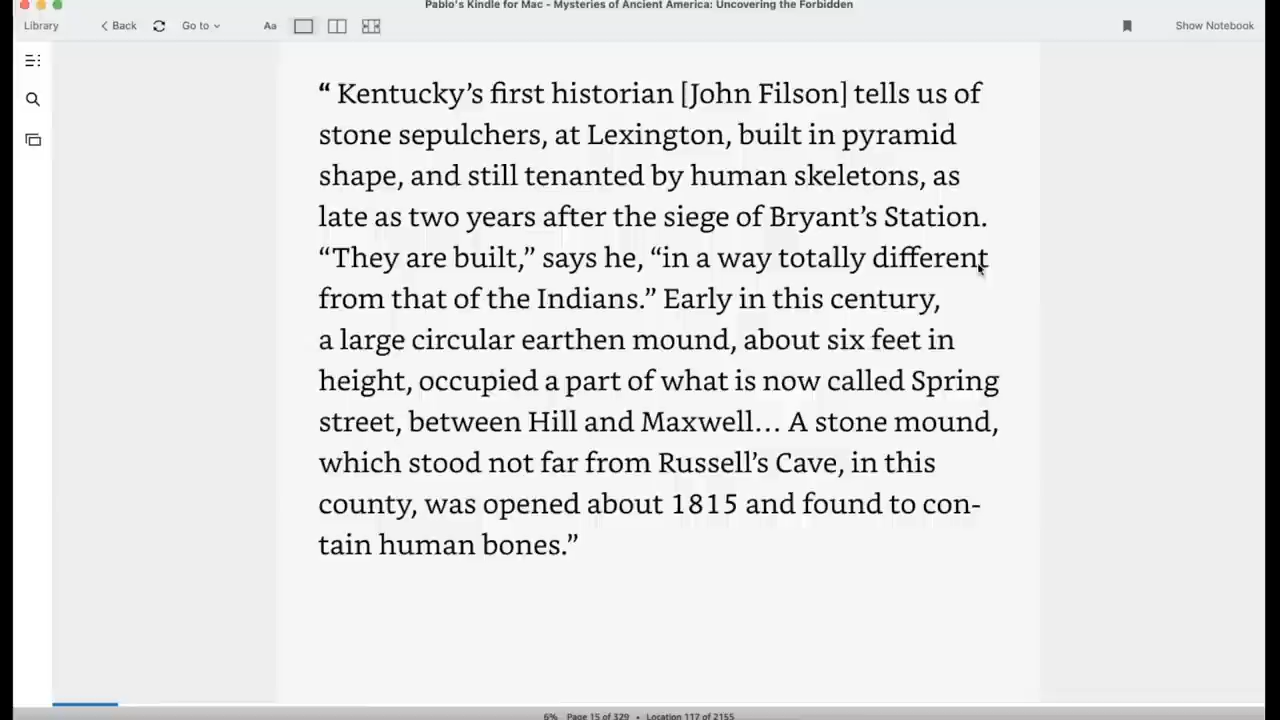 Pablo's Kindle for Mac - Mysteries of Ancient America: Uncovering the Forbidden
Library
Back
Go to
Aa
Show Notebook
“ Kentucky’s first historian [John Filson] tells us of
stone sepulchers, at Lexington, built in pyramid
shape, and still tenanted by human skeletons, as
late as two years after the siege of Bryant’s Station.
“They are built,” says he, “in a way totally different
from that of the Indians.” Early in this century,
a large circular earthen mound, about six feet in
height, occupied a part of what is now called Spring
street, between Hill and Maxwell… A stone mound,
which stood not far from Russell’s Cave, in this
county, was opened about 1815 and found to con-
tain human bones.”
6% Page 15 of 329 • Location 117 of 2155